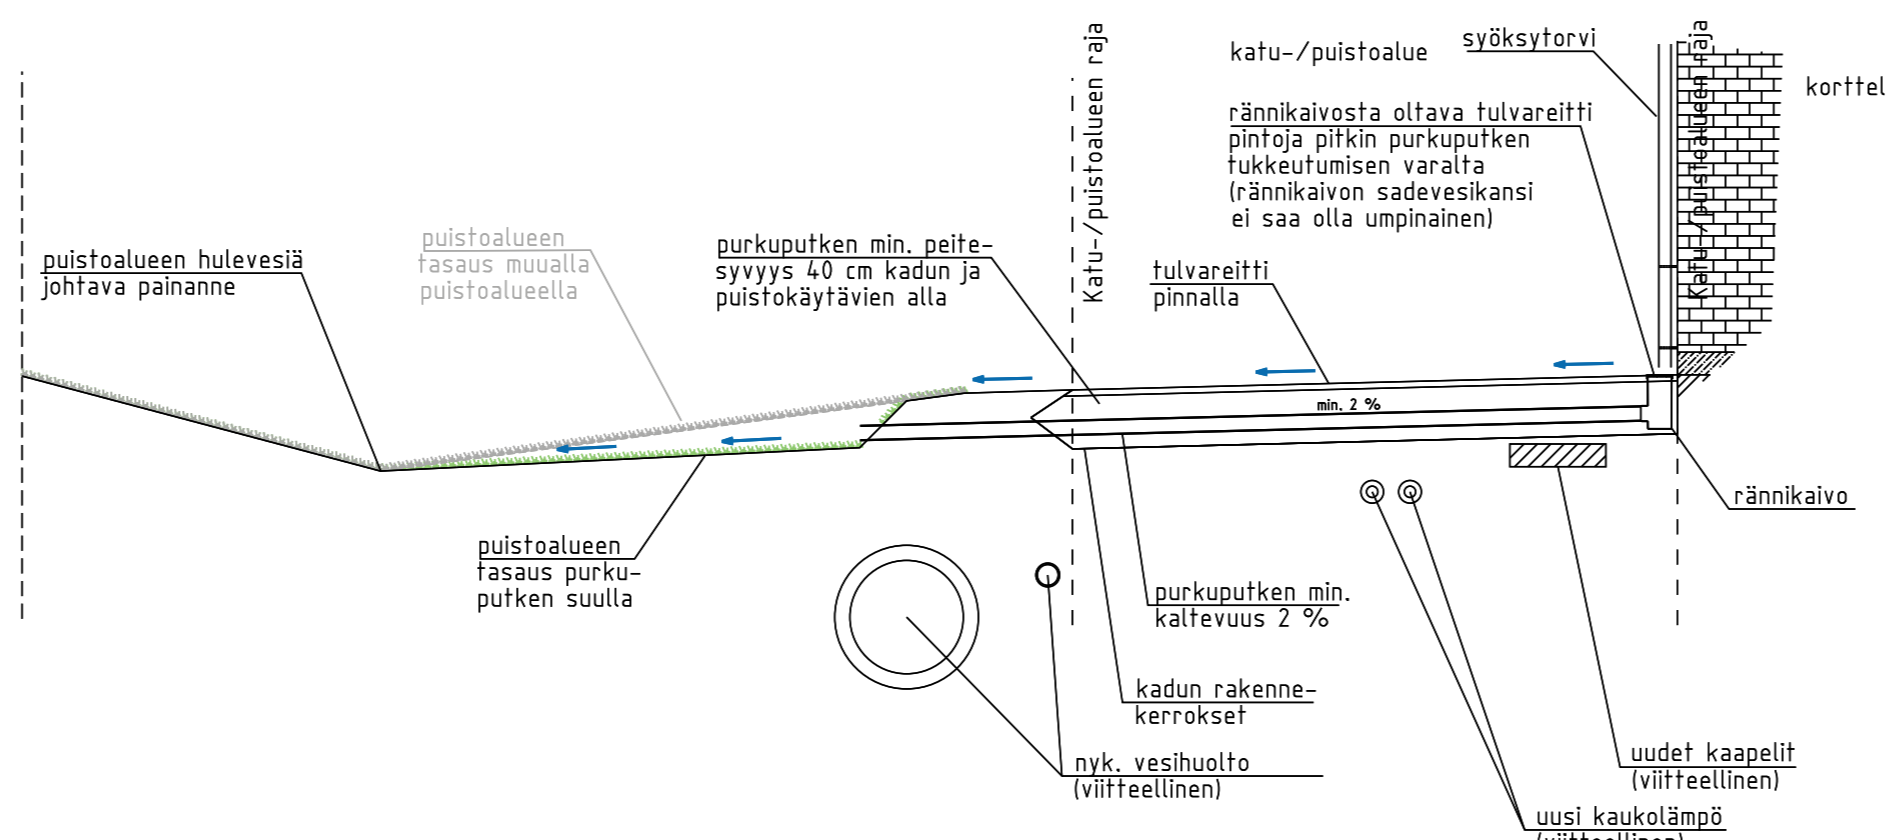 katu-/puistoalue
syöksytorvi
korttel
Katu-/puistoalueen raja
Katu-/puistoalueen raja
rännikaivosta oltava tulvareitti
pintoja pitkin purkuputken
tukkeutumisen varalta
(rännikaivon sadevesikansi
ei saa olla umpinainen)
puistoalueen hulevesiä
johtava painanne
puistoalueen
tasaus muualla
puistoalueella
purkuputken min. peite-
syvyys 40 cm kadun ja
puistokäytävien alla
tulvareitti
pinnalla
min. 2 %
rännikaivo
puistoalueen
tasaus purku-
putken suulla
purkuputken min.
kaltevuus 2 %
kadun rakenne-
kerrokset
nyk. vesihuolto
(viitteellinen)
uudet kaapelit
(viitteellinen)
uusi kaukolämpö
(viitteellinen)